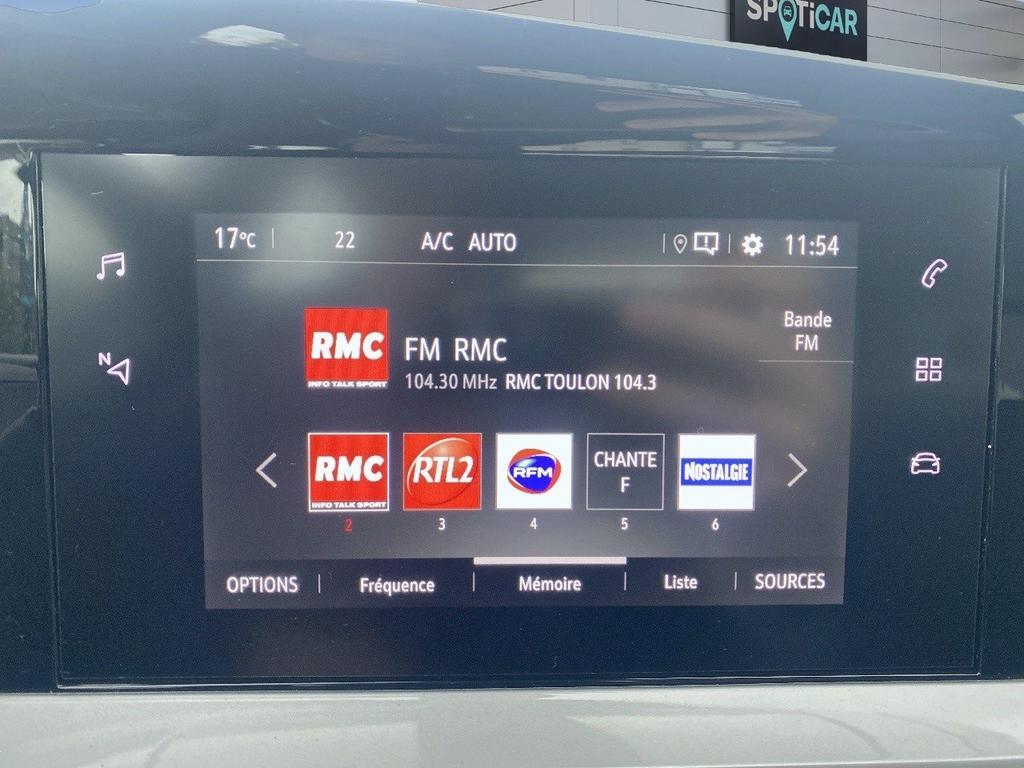 SPOTiCAR
17°C 22 A/C AUTO 11:54
RMC
INFO TALK SPORT
FM RMC
104.30 MHz RMC TOULON 104.3
Bande
FM
N
RMC
INFO TALK SPORT
2
RTL2
3
RFM
4
CHANTE
F
5
NOSTALGIE
6
OPTIONS Fréquence Mémoire Liste SOURCES